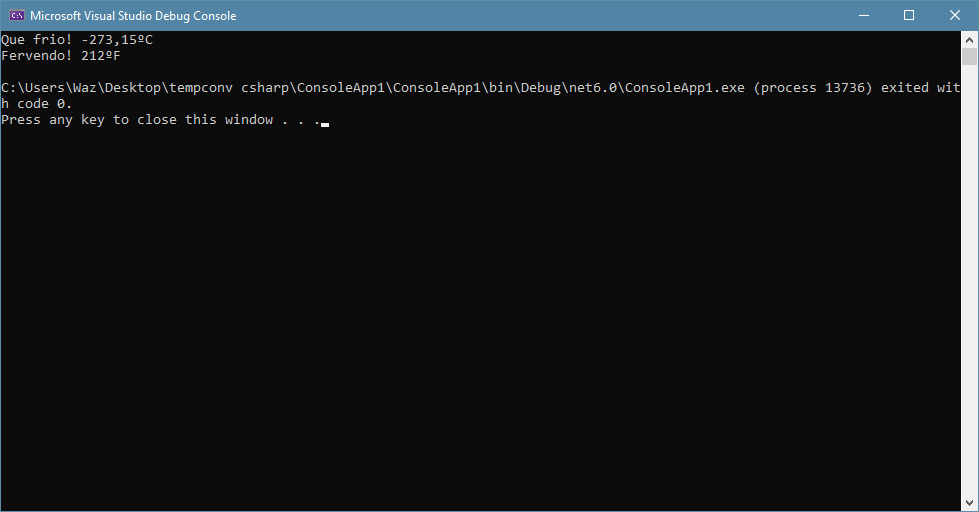 Microsoft Visual Studio Debug Console
Que frio! -273,15ºC
Fervendo! 212ºF
C:\Users\Waz\Desktop\tempconv csharp\ConsoleApp1\ConsoleApp1\bin\Debug\net6.0\ConsoleApp1.exe (process 13736) exited wit
h code 0.
Press any key to close this window . . .